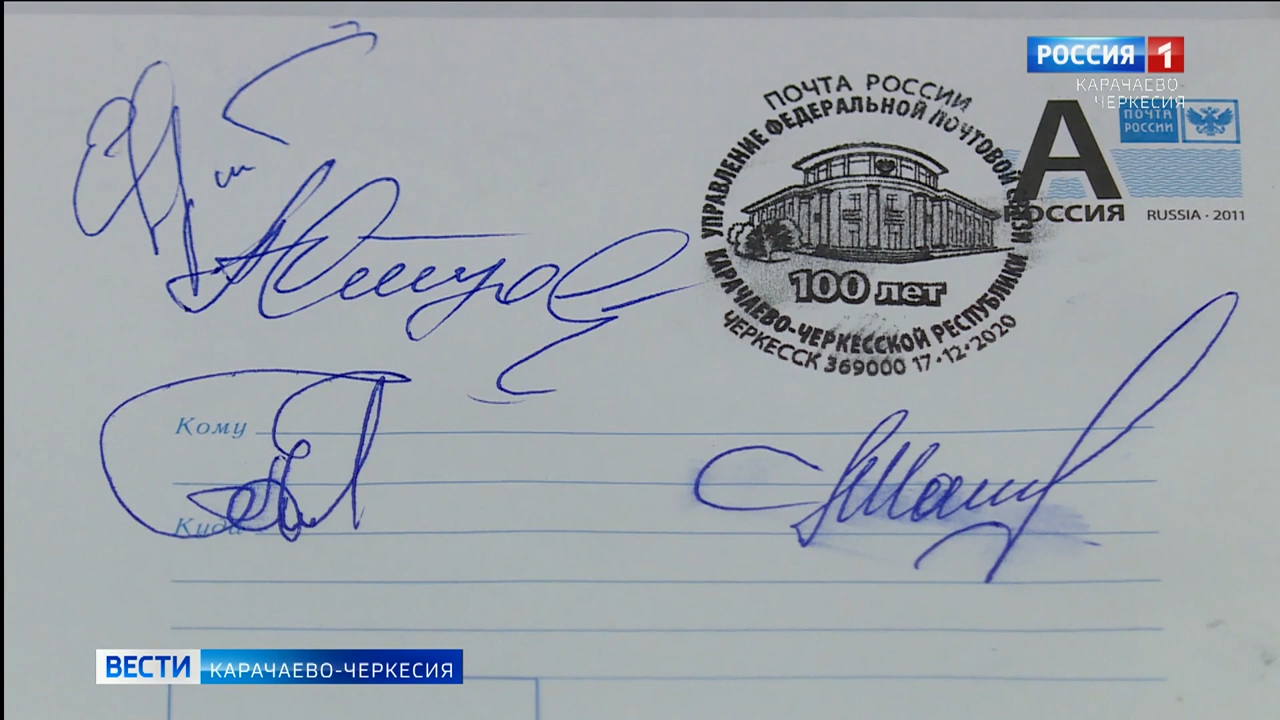 РОССИЯ 1
КАРАЧАЕВО
ЧЕРКЕСИЯ
ПОЧТА РОССИИ
УПРАВЛЕНИЕ ФЕДЕРАЛЬНОЙ ПОЧТОВОЙ СВЯЗИ
КАРАЧАЕВО-ЧЕРКЕССКОЙ РЕСПУБЛИКИ
100 лет
ЧЕРКЕССК 369000 17·12·2020
А
ПОЧТА
РОССИИ
РОССИЯ
RUSSIA · 2011
Кому
Куда
ВЕСТИ КАРАЧАЕВО-ЧЕРКЕСИЯ